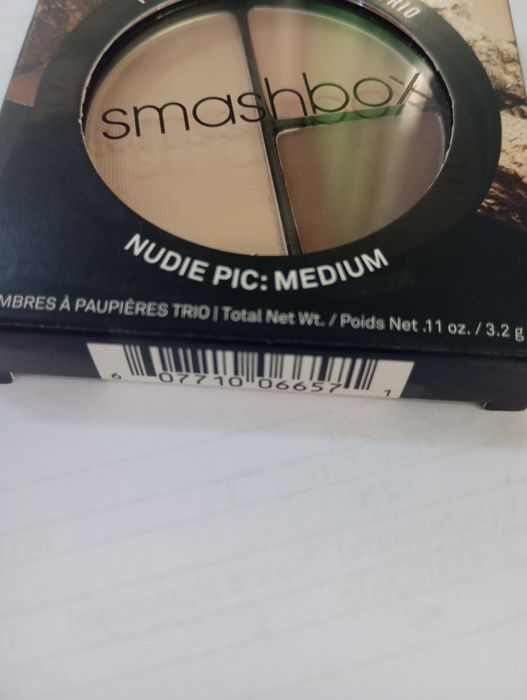 RIO
smashbox
NUDIE PIC: MEDIUM
MBRES À PAUPIÈRES TRIO | Total Net Wt. / Poids Net .11 oz. / 3.2 g
6 07710 06657 1